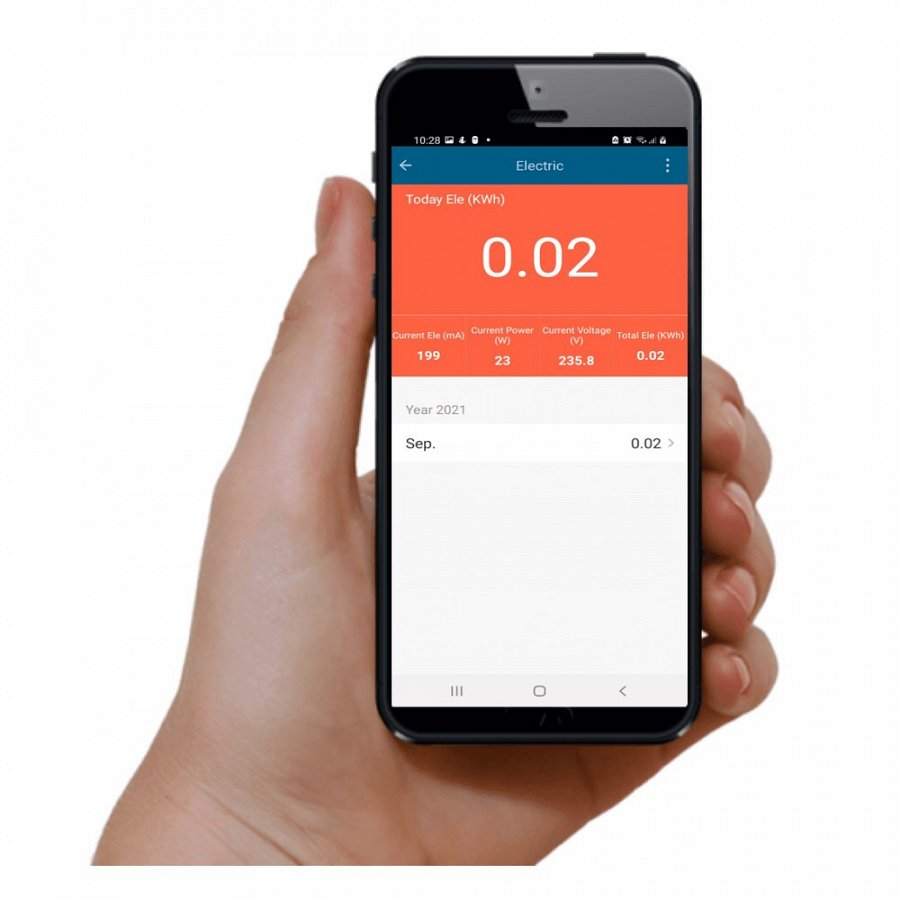 10:28
Electric
Today Ele (KWh)
0.02
Current Ele (mA)
199
Current Power
(W)
23
Current Voltage
(V)
235.8
Total Ele (KWh)
0.02
Year 2021
Sep.
0.02